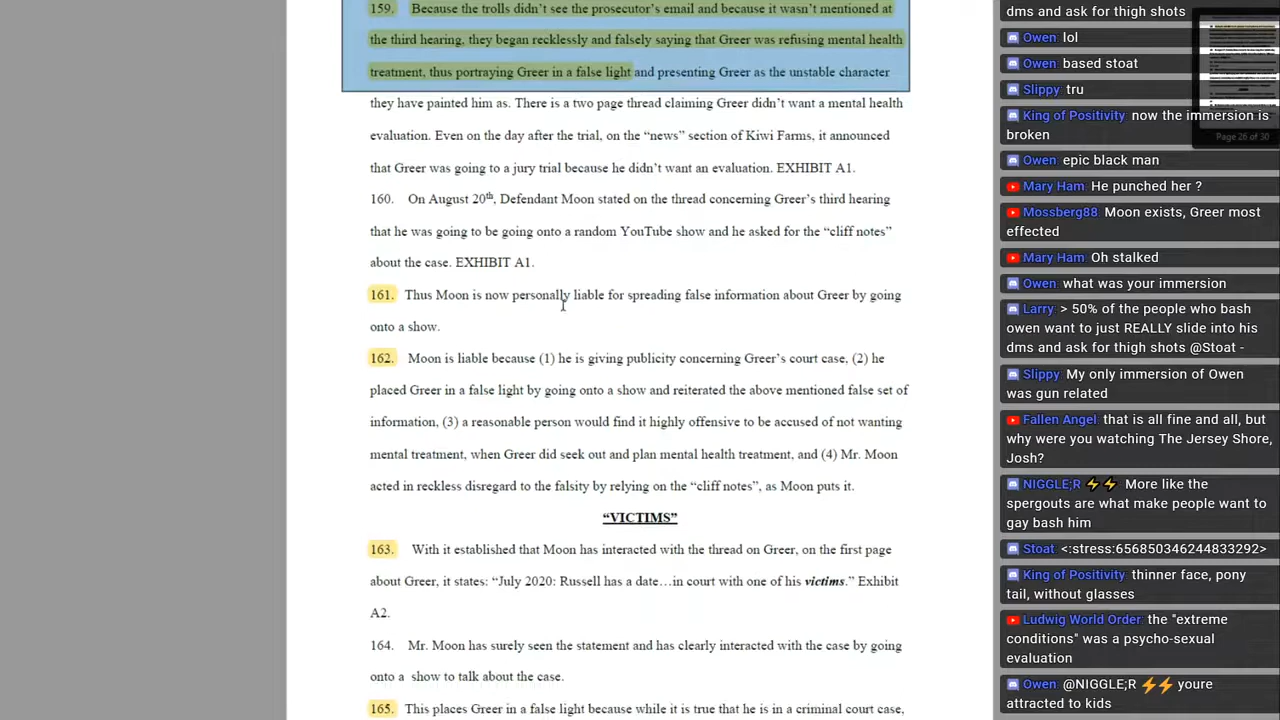 159. Because the trolls didn't see the prosecutor's email and because it wasn't mentioned at
the third hearing, they began erroneously and falsely saying that Greer was refusing mental health
treatment, thus portraying Greer in a false light and presenting Greer as the unstable character
they have painted him as. There is a two page thread claiming Greer didn't want a mental health
evaluation. Even on the day after the trial, on the “news” section of Kiwi Farms, it announced
that Greer was going to a jury trial because he didn't want an evaluation. EXHIBIT A1.
160. On August 20th, Defendant Moon stated on the thread concerning Greer's third hearing
that he was going to be going onto a random YouTube show and he asked for the “cliff notes”
about the case. EXHIBIT A1.
161. Thus Moon is now personally liable for spreading false information about Greer by going
onto a show.
162. Moon is liable because (1) he is giving publicity concerning Greer's court case, (2) he
placed Greer in a false light by going onto a show and reiterated the above mentioned false set of
information, (3) a reasonable person would find it highly offensive to be accused of not wanting
mental treatment, when Greer did seek out and plan mental health treatment, and (4) Mr. Moon
acted in reckless disregard to the falsity by relying on the “cliff notes”, as Moon puts it.
“VICTIMS”
163. With it established that Moon has interacted with the thread on Greer, on the first page
about Greer, it states: “July 2020: Russell has a date…in court with one of his victims.” Exhibit
A2.
164. Mr. Moon has surely seen the statement and has clearly interacted with the case by going
onto a show to talk about the case.
165. This places Greer in a false light because while it is true that he is in a criminal court case,
dms and ask for thigh shots
Owen: lol
Owen: based stoat
Slippy: tru
King of Positivity: now the immersion is
broken
Page 26 of 30
Owen: epic black man
Mary Ham: He punched her ?
Mossberg88: Moon exists, Greer most
effected
Mary Ham: Oh stalked
Owen: what was your immersion
Larry: > 50% of the people who bash
owen want to just REALLY slide into his
dms and ask for thigh shots @Stoat -
Slippy: My only immersion of Owen
was gun related
Fallen Angel: that is all fine and all, but
why were you watching The Jersey Shore,
Josh?
NIGGLE;R ⚡⚡ More like the
spergouts are what make people want to
gay bash him
Stoat: <:stress:656850346244833292>
King of Positivity: thinner face, pony
tail, without glasses
Ludwig World Order: the "extreme
conditions" was a psycho-sexual
evaluation
Owen: @NIGGLE;R ⚡⚡ youre
attracted to kids